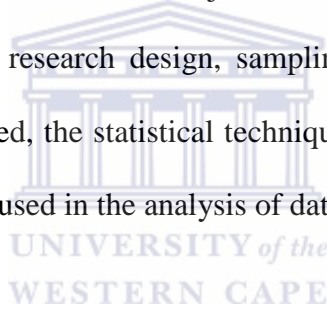 research design, samplin
ed, the statistical techniqu
used in the analysis of dat
UNIVERSITY of the
WESTERN CAPE